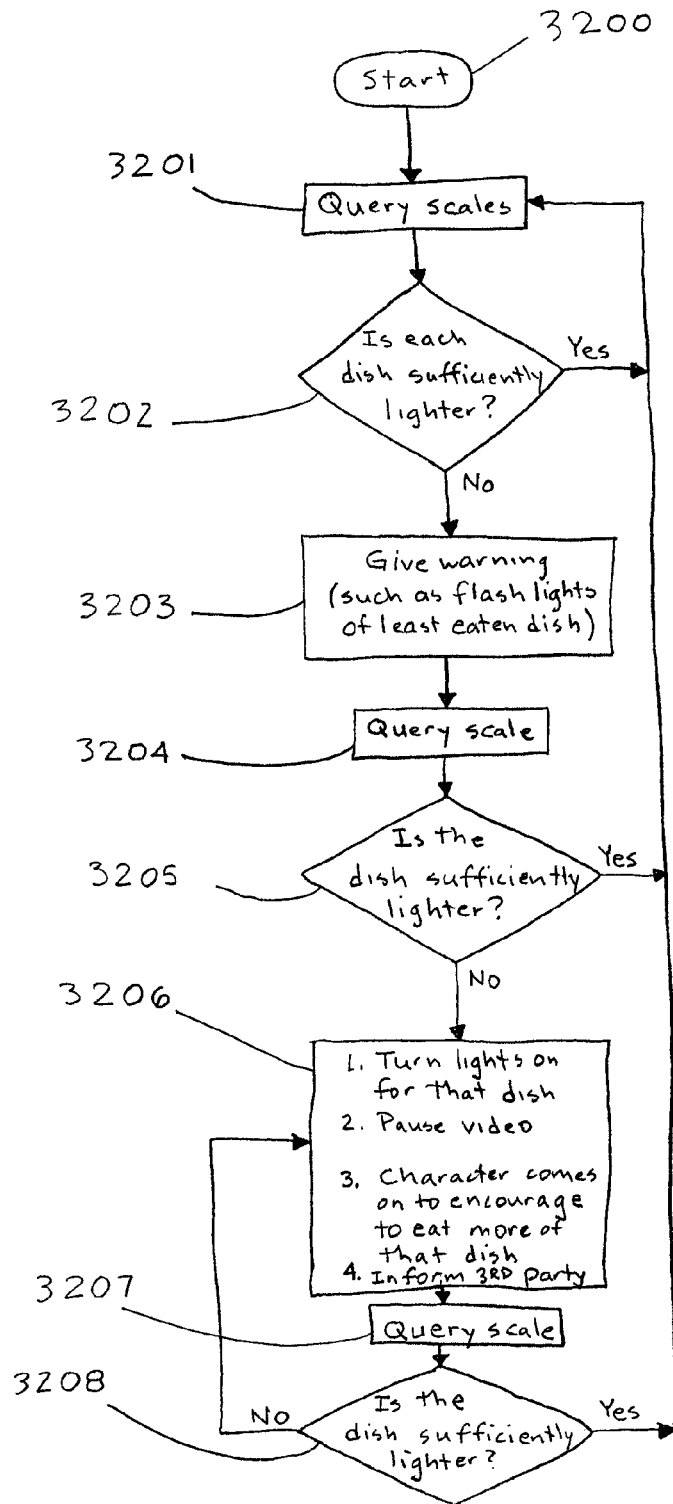 3200
Start
3201
Query scales
Is each
dish sufficiently
lighter?
Yes
3202
No
Give warning
(such as flash lights
of least eaten dish)
3203
Query scale
3204
Is the
dish sufficiently
lighter?
Yes
3205
No
3206
1. Turn lights on
for that dish
2. Pause video
3. Character comes
on to encourage
to eat more of
that dish
4. Inform 3RD party
3207
Query scale
3208
No
Is the
dish sufficiently
lighter?
Yes